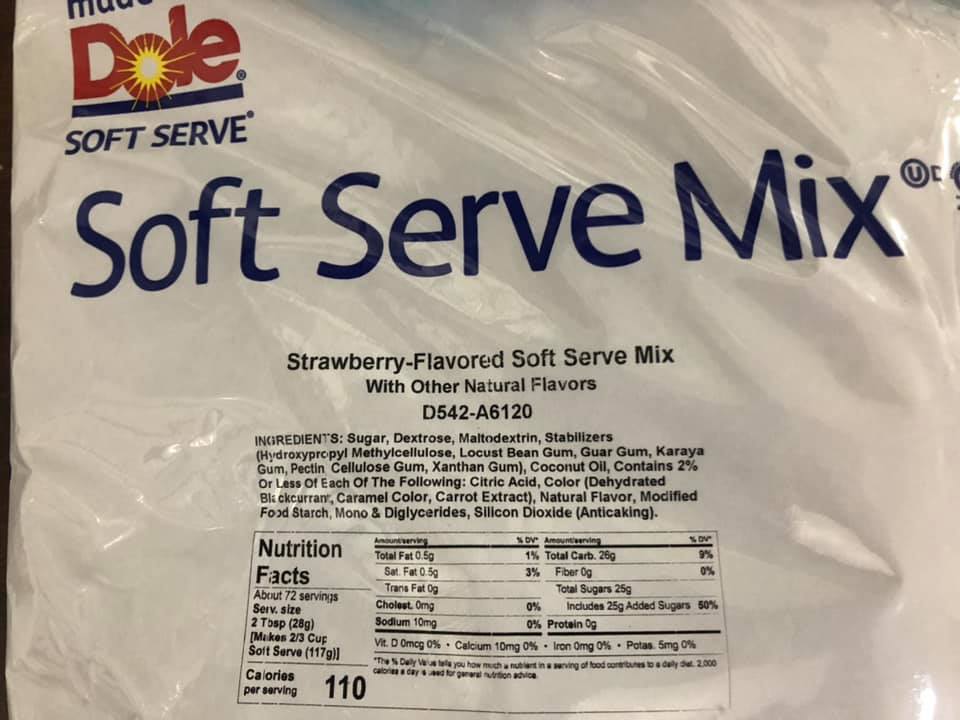 made
Dole®
SOFT SERVE®
Soft Serve Mix ⓊD
Strawberry-Flavored Soft Serve Mix
With Other Natural Flavors
D542-A6120
INGREDIENTS: Sugar, Dextrose, Maltodextrin, Stabilizers
(Hydroxypropyl Methylcellulose, Locust Bean Gum, Guar Gum, Karaya
Gum, Pectin Cellulose Gum, Xanthan Gum), Coconut Oil, Contains 2%
Or Less Of Each Of The Following: Citric Acid, Color (Dehydrated
Blackcurrant, Caramel Color, Carrot Extract), Natural Flavor, Modified
Food Starch, Mono & Diglycerides, Silicon Dioxide (Anticaking).
Nutrition
Facts
About 72 servings
Serv. size
2 Tbsp (28g)
[Makes 2/3 Cup
Soft Serve (117g)]
Calories
per serving 110
Amount/serving % DV* Amount/serving % DV*
Total Fat 0.5g 1% Total Carb. 26g 9%
Sat. Fat 0.5g 3% Fiber 0g 0%
Trans Fat 0g Total Sugars 25g
Cholest. 0mg 0% Includes 25g Added Sugars 50%
Sodium 10mg 0% Protein 0g
Vit. D 0mcg 0% • Calcium 10mg 0% • Iron 0mg 0% • Potas. 5mg 0%
*The % Daily Value tells you how much a nutrient in a serving of food contributes to a daily diet. 2,000
calories a day is used for general nutrition advice.